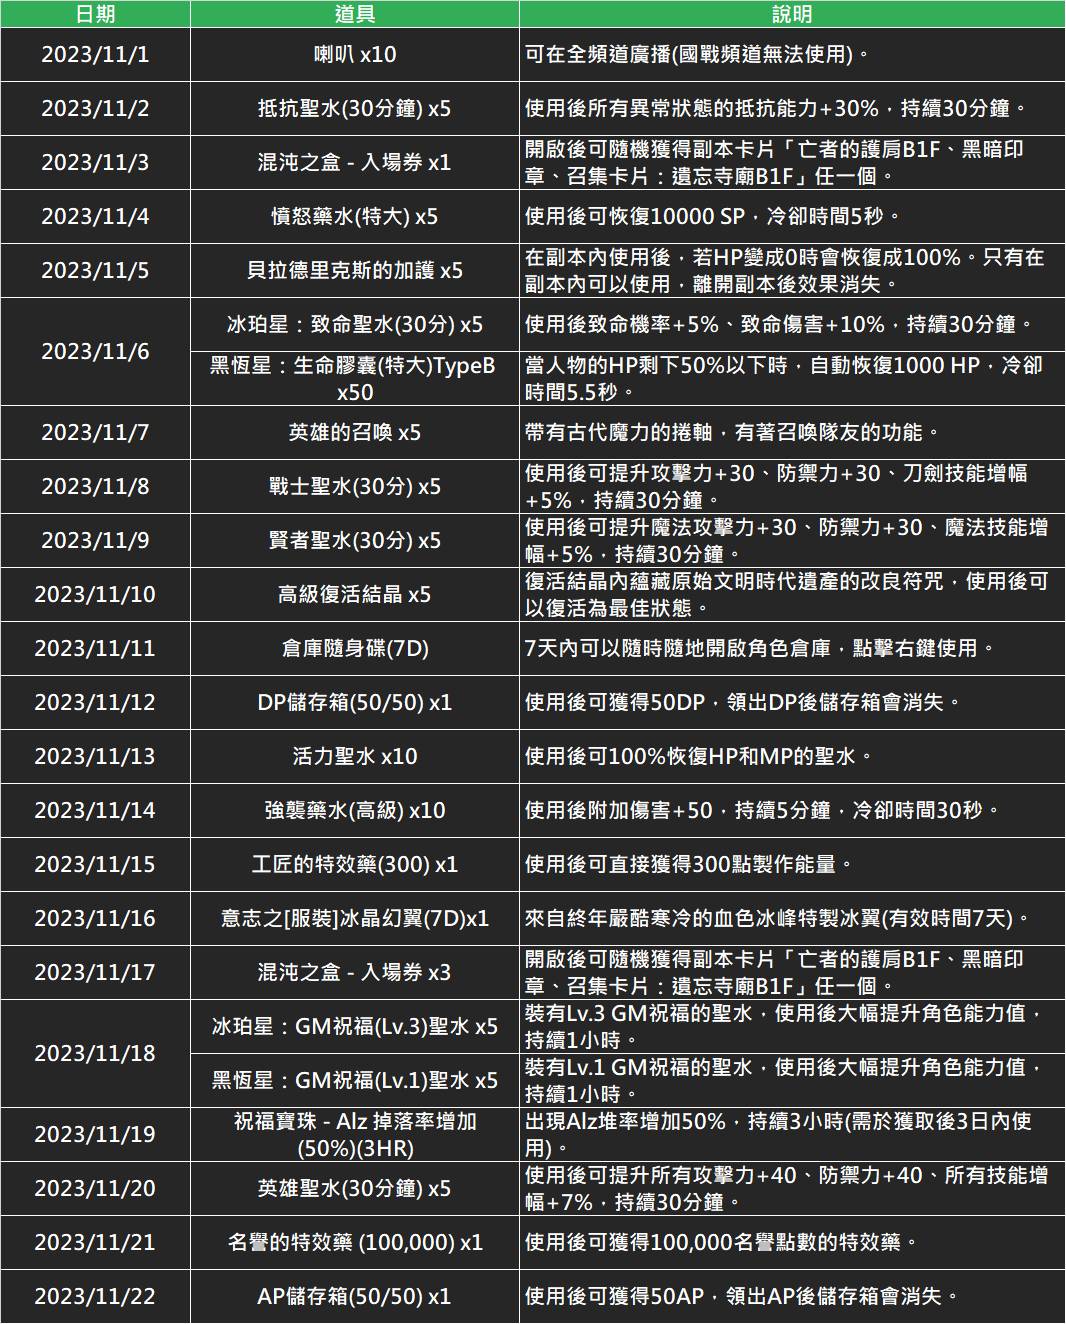 日期 道具 說明
2023/11/1 喇叭 x10 可在全頻道廣播(國戰頻道無法使用)。
2023/11/2 抵抗聖水(30分鐘) x5 使用後所有異常狀態的抵抗能力+30%，持續30分鐘。
2023/11/3 混沌之盒 - 入場券 x1 開啟後可隨機獲得副本卡片「亡者的護肩B1F、黑暗印
章、召集卡片：遺忘寺廟B1F」任一個。
2023/11/4 憤怒藥水(特大) x5 使用後可恢復10000 SP，冷卻時間5秒。
2023/11/5 貝拉德里克斯的加護 x5 在副本內使用後，若HP變成0時會恢復成100%。只有在
副本內可以使用，離開副本後效果消失。
2023/11/6 冰珀星：致命聖水(30分) x5 使用後致命機率+5%、致命傷害+10%，持續30分鐘。
黑恆星：生命膠囊(特大)TypeB
x50
當人物的HP剩下50%以下時，自動恢復1000 HP，冷卻
時間5.5秒。
2023/11/7 英雄的召喚 x5 帶有古代魔力的捲軸，有著召喚隊友的功能。
2023/11/8 戰士聖水(30分) x5 使用後可提升攻擊力+30、防禦力+30、刀劍技能增幅
+5%，持續30分鐘。
2023/11/9 賢者聖水(30分) x5 使用後可提升魔法攻擊力+30、防禦力+30、魔法技能增
幅+5%，持續30分鐘。
2023/11/10 高級復活結晶 x5 復活結晶內蘊藏原始文明時代遺產的改良符咒，使用後可
以復活為最佳狀態。
2023/11/11 倉庫隨身碟(7D) 7天內可以隨時隨地開啟角色倉庫，點擊右鍵使用。
2023/11/12 DP儲存箱(50/50) x1 使用後可獲得50DP，領出DP後儲存箱會消失。
2023/11/13 活力聖水 x10 使用後可100%恢復HP和MP的聖水。
2023/11/14 強襲藥水(高級) x10 使用後附加傷害+50，持續5分鐘，冷卻時間30秒。
2023/11/15 工匠的特效藥(300) x1 使用後可直接獲得300點製作能量。
2023/11/16 意志之[服裝]冰晶幻翼(7D)x1 來自終年嚴酷寒冷的血色冰峰特製冰翼(有效時間7天)。
2023/11/17 混沌之盒 - 入場券 x3 開啟後可隨機獲得副本卡片「亡者的護肩B1F、黑暗印
章、召集卡片：遺忘寺廟B1F」任一個。
2023/11/18 冰珀星：GM祝福(Lv.3)聖水 x5 裝有Lv.3 GM祝福的聖水，使用後大幅提升角色能力值，
持續1小時。
黑恆星：GM祝福(Lv.1)聖水 x5 裝有Lv.1 GM祝福的聖水，使用後大幅提升角色能力值，
持續1小時。
2023/11/19 祝福寶珠 - Alz 掉落率增加
(50%)(3HR)
出現Alz堆率增加50%，持續3小時(需於獲取後3日內使
用)。
2023/11/20 英雄聖水(30分鐘) x5 使用後可提升所有攻擊力+40、防禦力+40、所有技能增
幅+7%，持續30分鐘。
2023/11/21 名譽的特效藥 (100,000) x1 使用後可獲得100,000名譽點數的特效藥。
2023/11/22 AP儲存箱(50/50) x1 使用後可獲得50AP，領出AP後儲存箱會消失。